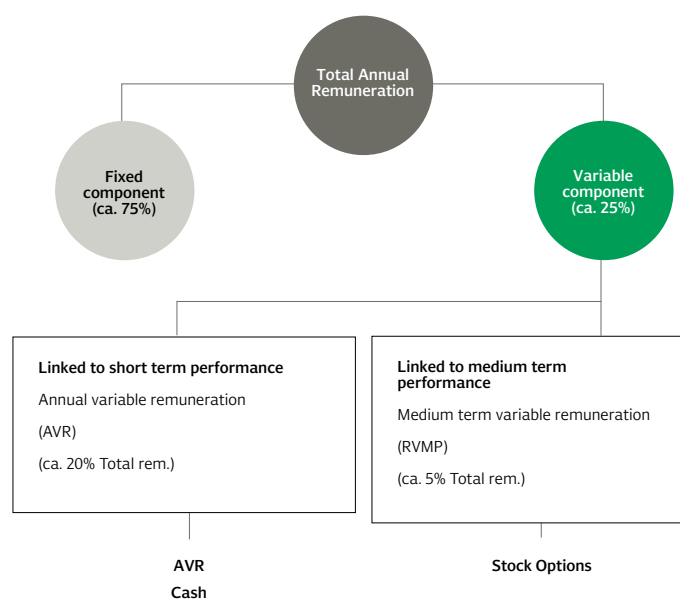 Total Annual
Remuneration
Fixed
component
(ca. 75%)
Variable
component
(ca. 25%)
Linked to short term performance
Annual variable remuneration
(AVR)
(ca. 20% Total rem.)
Linked to medium term
performance
Medium term variable remuneration
(RVMP)
(ca. 5% Total rem.)
AVR
Cash
Stock Options